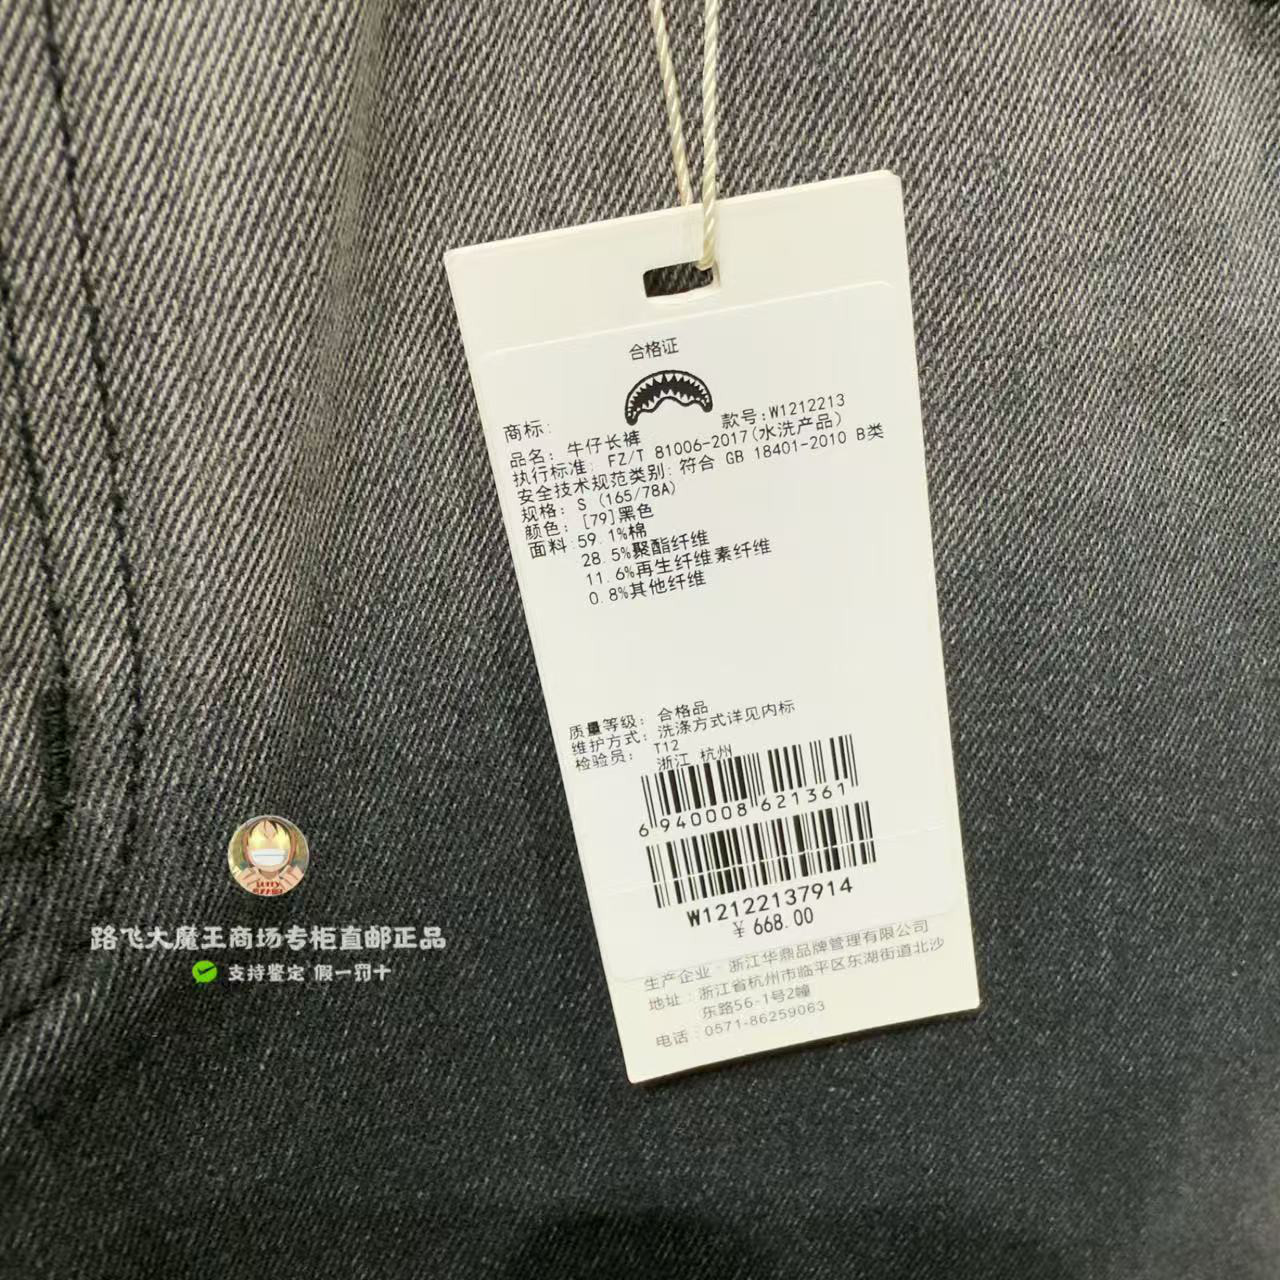 合格证
商标:
款号:W1212213
品名: 牛仔长裤
执行标准: FZ/T 81006-2017(水洗产品)
安全技术规范类别: 符合 GB 18401-2010 B类
规格: S (165/78A)
颜色: [79]黑色
面料:59.1%棉
28.5%聚酯纤维
11.6%再生纤维素纤维
0.8%其他纤维
质量等级: 合格品
维护方式: 洗涤方式详见内标
检验员: T12
浙江 杭州
6940008621361
W12122137914
¥ 668.00
生产企业：浙江华鼎品牌管理有限公司
地址：浙江省杭州市临平区东湖街道北沙
东路56-1号2幢
电话：0571-86259063
LUFFY
路飞大魔王商场专柜直邮正品
支持鉴定 假一罚十